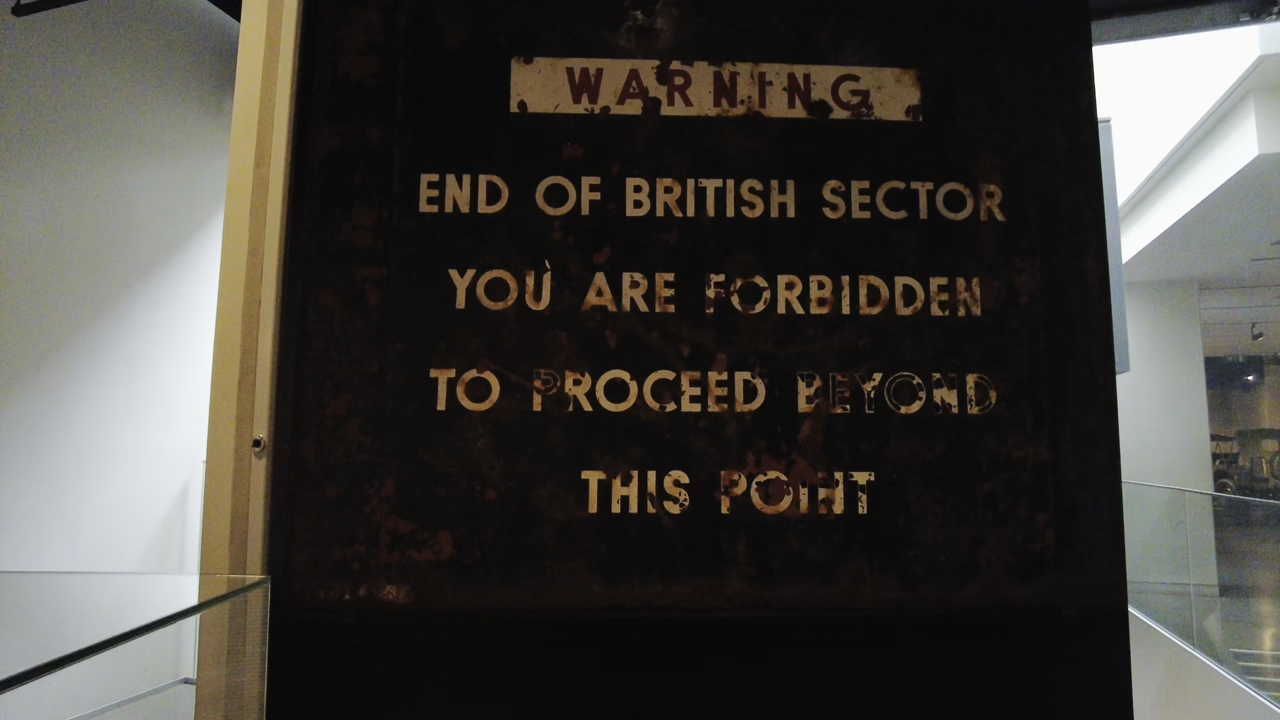 WARNING
END OF BRITISH SECTOR
YOU ARE FORBIDDEN
TO PROCEED BEYOND
THIS POINT